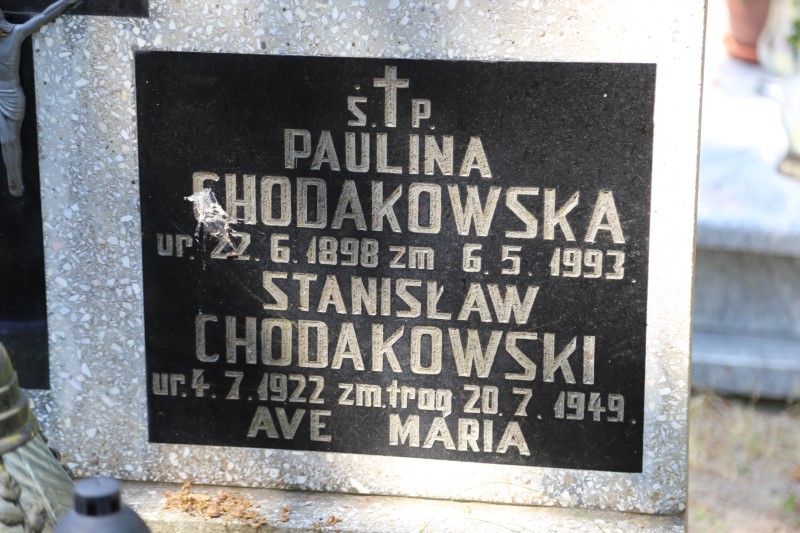 S. P.
PAULINA
CHODAKOWSKA
ur. 22. 6. 1898 zm 6. 5. 1993
STANISŁAW
CHODAKOWSKI
ur. 4. 7. 1922 zm. trag 20. 7. 1949
AVE MARIA